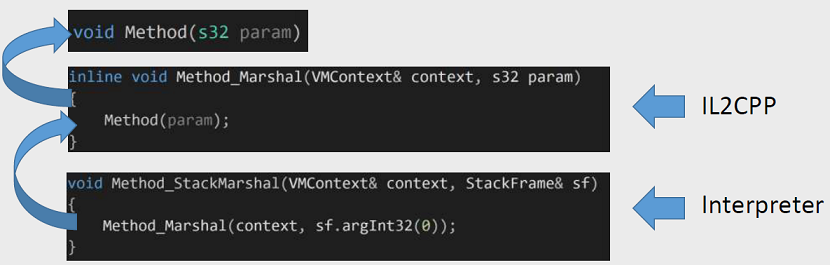 void Method(s32 param)
inline void Method_Marshal(VMContext& context, s32 param)
{
Method(param);
}
IL2CPP
void Method_StackMarshal(VMContext& context, StackFrame& sf)
{
Method_Marshal(context, sf.argInt32(0));
}
Interpreter